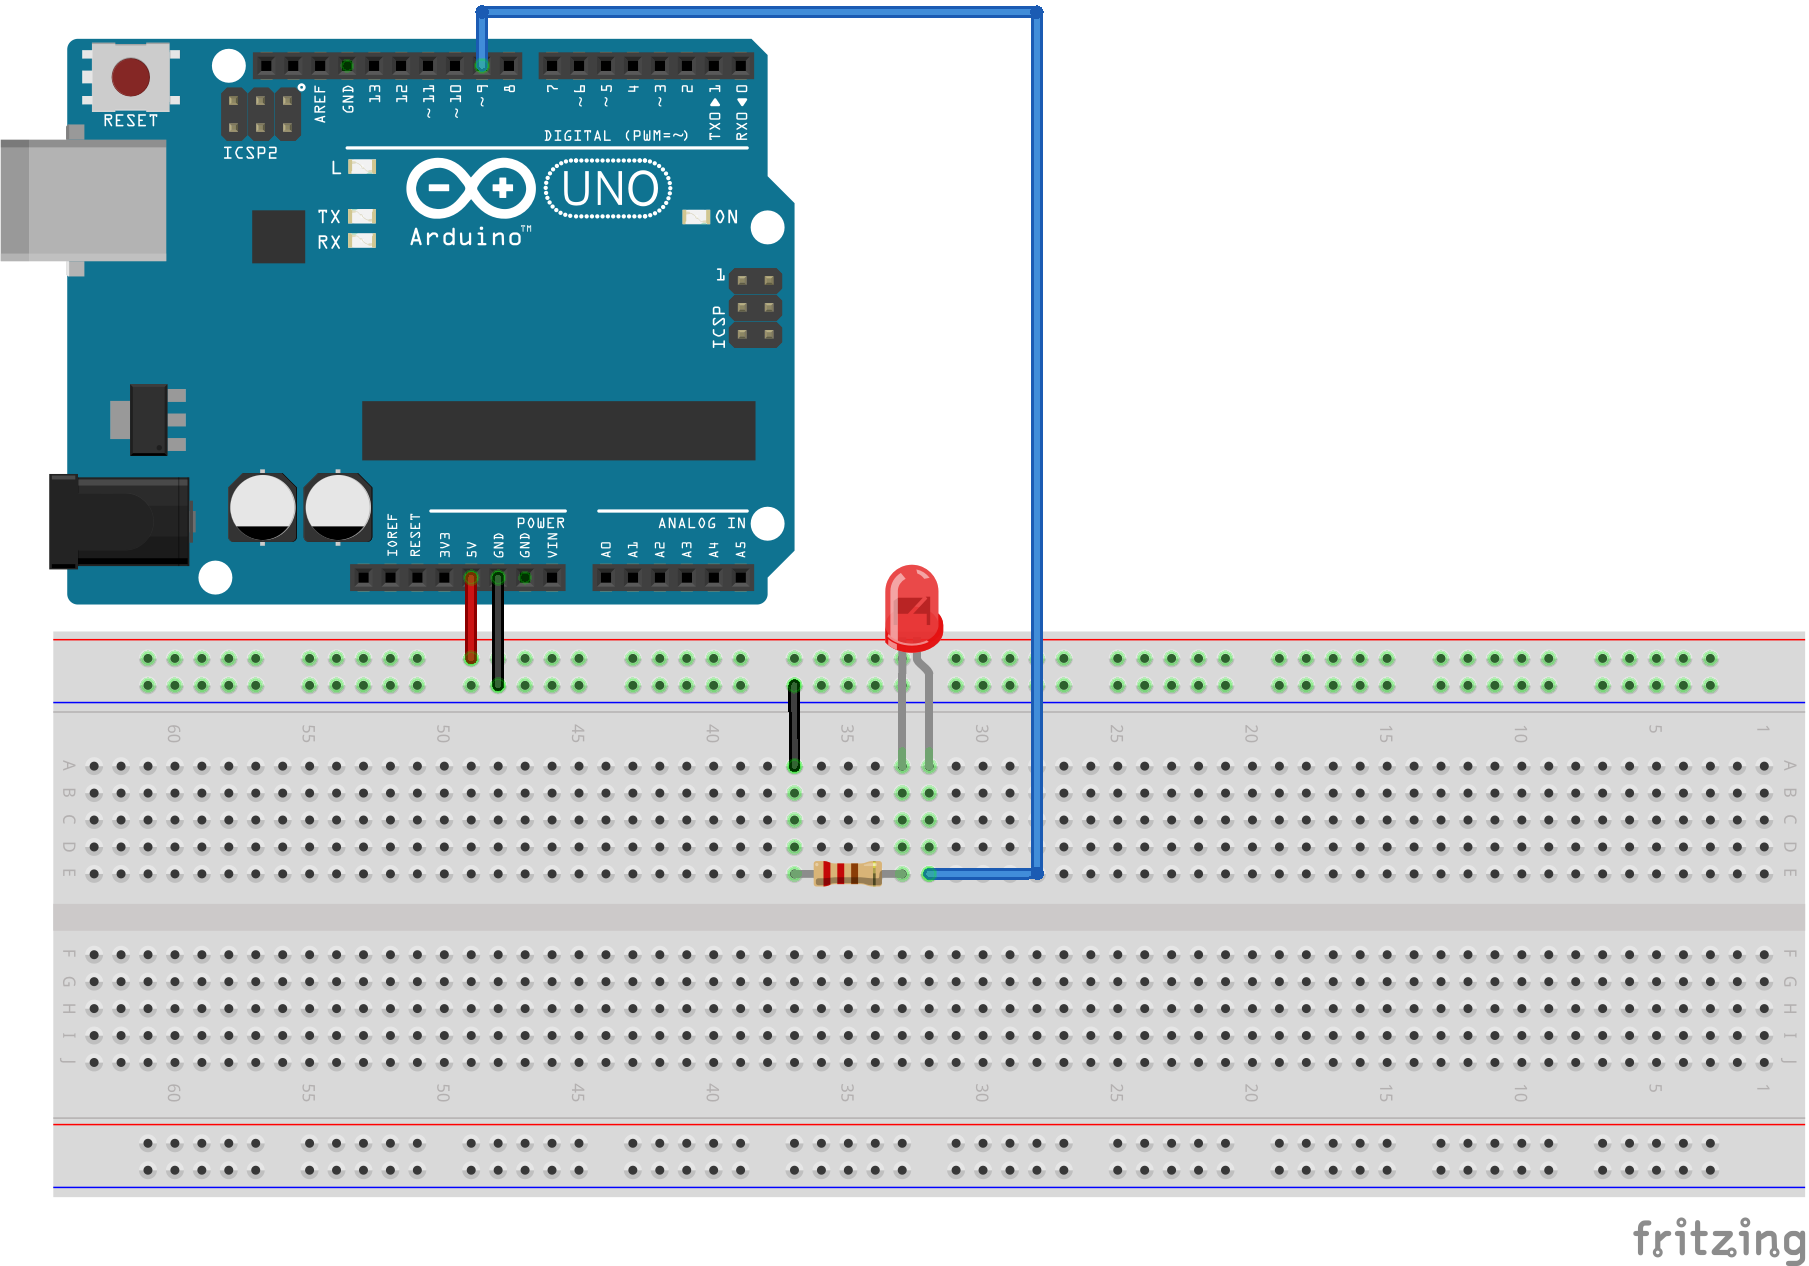 RESET
ICSP2
AREF
GND
13
12
~11
~10
~9
8
7
~6
~5
4
~3
2
TX0▶1
RX0◀0
DIGITAL (PWM=~)
L
TX
RX
UNO
Arduino™
ON
1
ICSP
POWER
ANALOG IN
IOREF
RESET
3V3
5V
GND
GND
VIN
A0
A1
A2
A3
A4
A5
60 55 50 45 40 35 30 25 20 15 10 5 1
A A
B B
C C
D D
E E
F F
G G
H H
I I
J J
60 55 50 45 40 35 30 25 20 15 10 5 1
fritzing